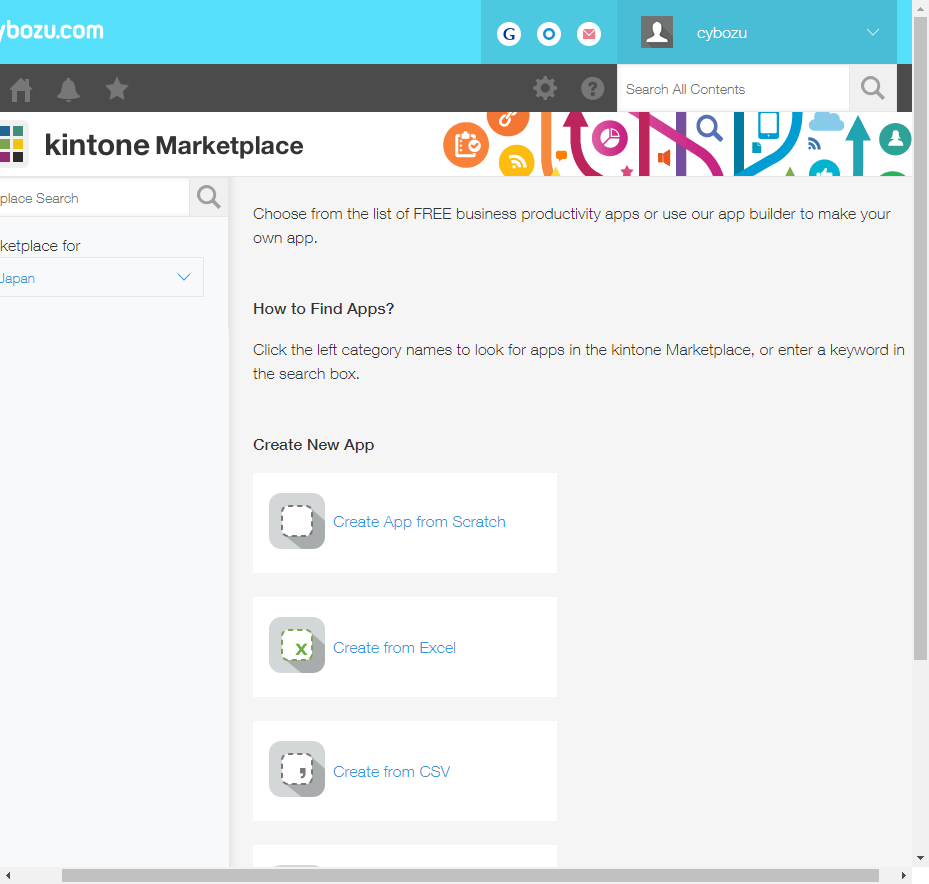 ybozu.com
G
cybozu
Search All Contents
kintone Marketplace
place Search
ketplace for
Japan
Choose from the list of FREE business productivity apps or use our app builder to make your
own app.
How to Find Apps?
Click the left category names to look for apps in the kintone Marketplace, or enter a keyword in
the search box.
Create New App
Create App from Scratch
x
Create from Excel
,
Create from CSV